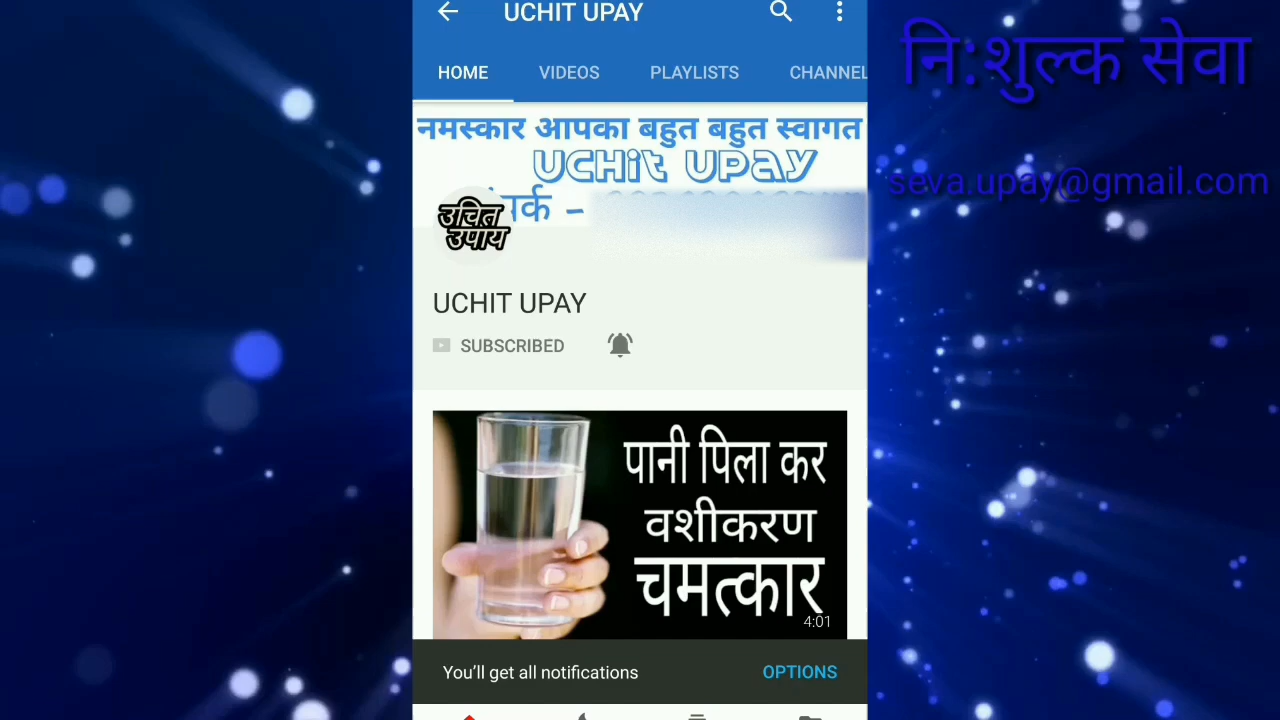 UCHIT UPAY
HOME VIDEOS PLAYLISTS CHANNEL
नि:शुल्क सेवा
seva.upay@gmail.com
नमस्कार आपका बहुत बहुत स्वागत
UCHIT UPAY
उचित
उपाय
UCHIT UPAY
SUBSCRIBED
पानी पिला कर
वशीकरण
चमत्कार
4:01
You'll get all notifications OPTIONS